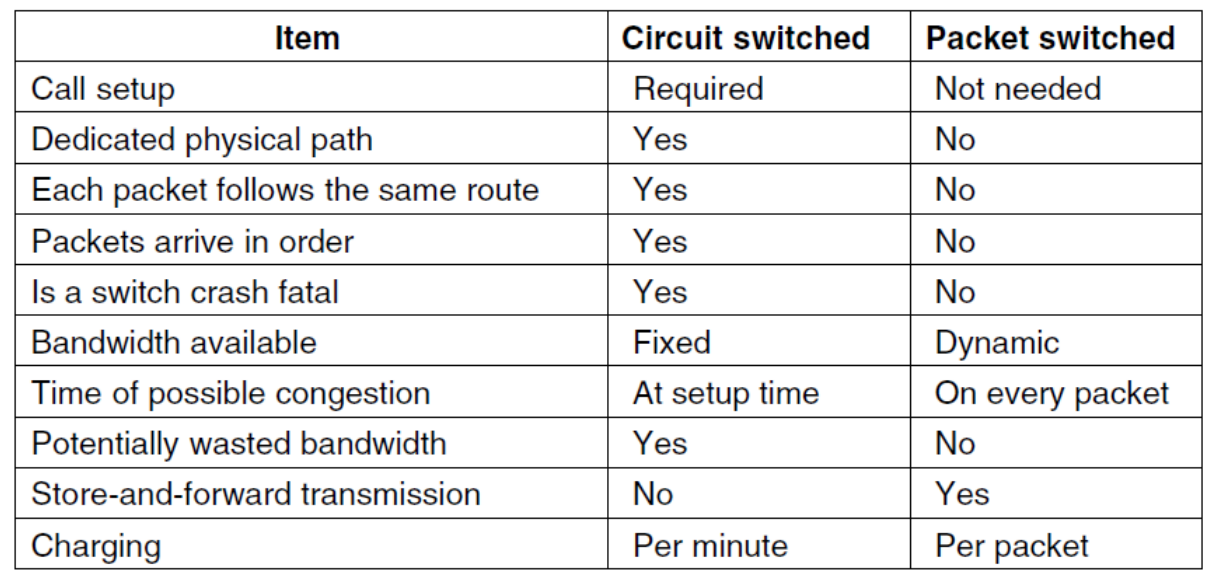 Item Circuit switched Packet switched
Call setup Required Not needed
Dedicated physical path Yes No
Each packet follows the same route Yes No
Packets arrive in order Yes No
Is a switch crash fatal Yes No
Bandwidth available Fixed Dynamic
Time of possible congestion At setup time On every packet
Potentially wasted bandwidth Yes No
Store-and-forward transmission No Yes
Charging Per minute Per packet